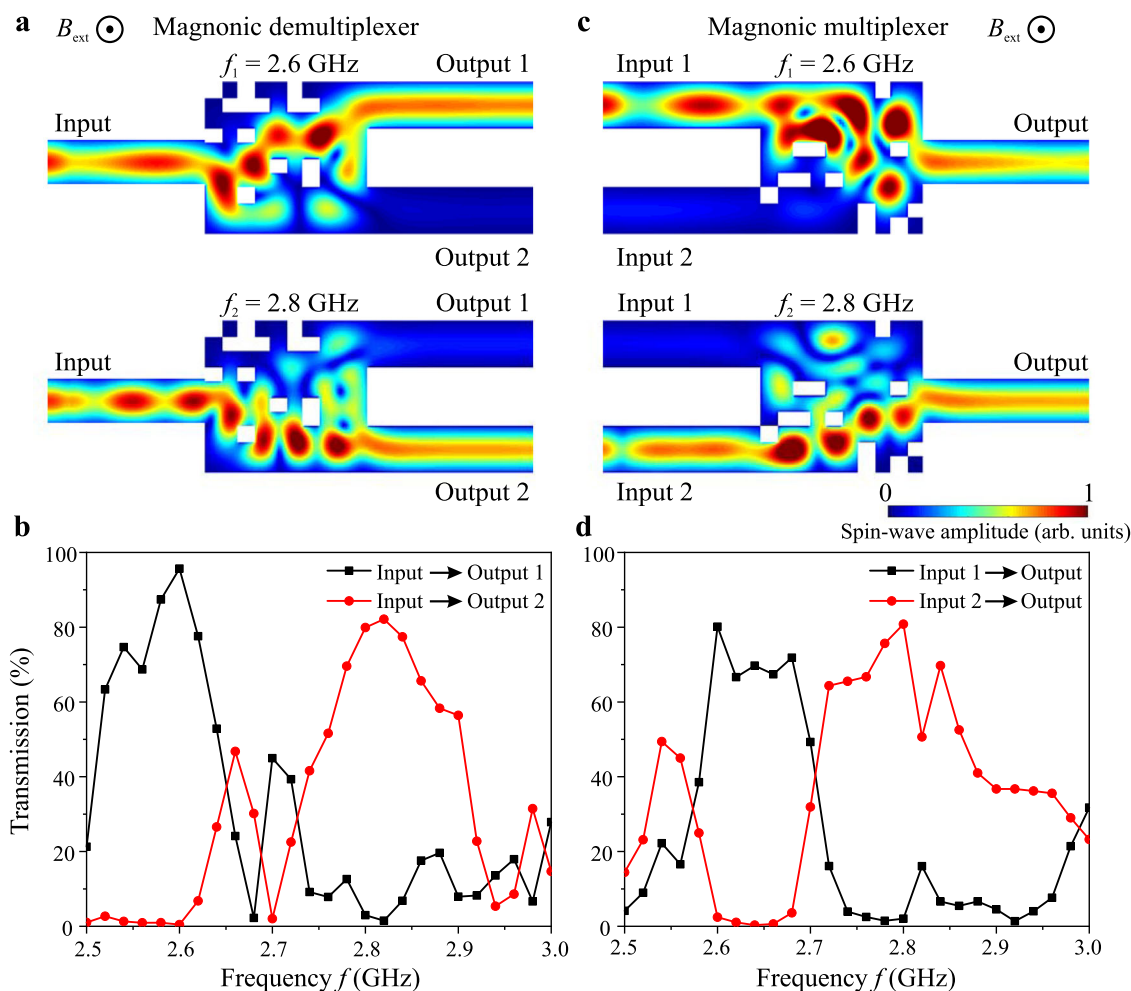 a B_ext ⊙ Magnonic demultiplexer
f₁ = 2.6 GHz Output 1
Input
Output 2
f₂ = 2.8 GHz Output 1
Input
Output 2
c Magnonic multiplexer B_ext ⊙
Input 1 f₁ = 2.6 GHz
Output
Input 2
Input 1 f₂ = 2.8 GHz
Output
Input 2
0 1
Spin-wave amplitude (arb. units)
b
Transmission (%)
100
80
60
40
20
0
Input → Output 1
Input → Output 2
2.5 2.6 2.7 2.8 2.9 3.0
Frequency f (GHz)
d
100
80
60
40
20
0
Input 1 → Output
Input 2 → Output
2.5 2.6 2.7 2.8 2.9 3.0
Frequency f (GHz)